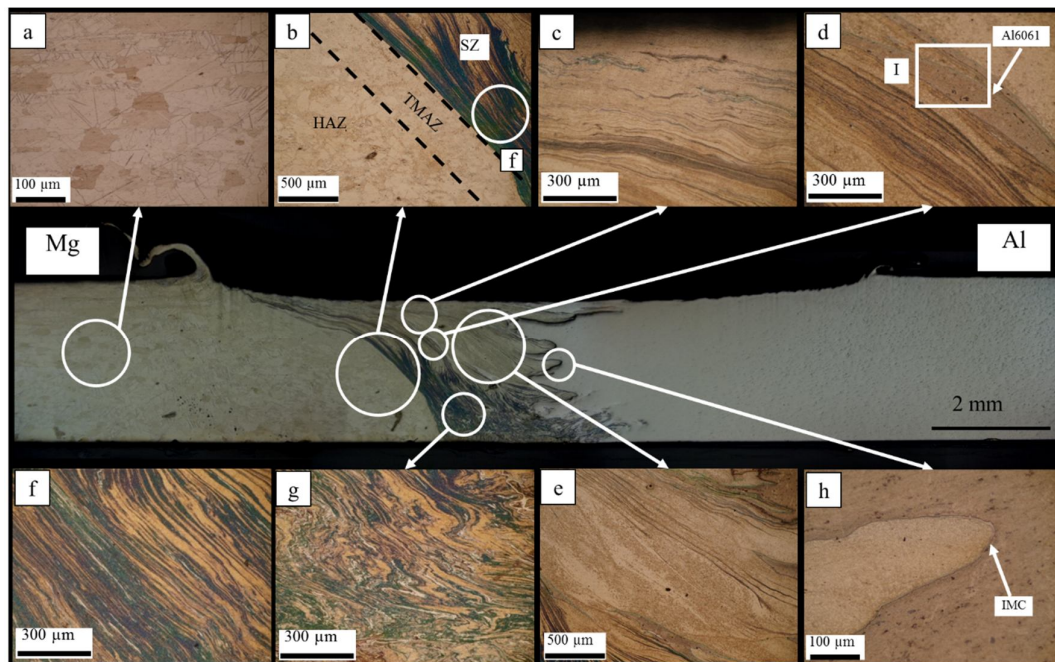 a
100 µm
b
SZ
TMAZ
HAZ
f
500 µm
c
300 µm
d
Al6061
I
300 µm
Mg
Al
2 mm
f
300 µm
g
300 µm
e
500 µm
h
IMC
100 µm